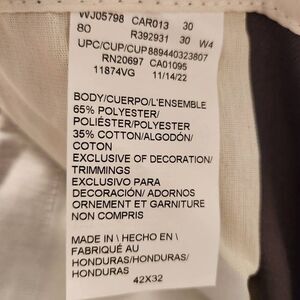 WJ05798 CAR013 30
80 R392931 30 W4
UPC/CUP/CUP889440323807
RN20697 CA01095
11874VG 11/14/22
BODY/CUERPO/L'ENSEMBLE
65% POLYESTER/
POLIÉSTER/POLYESTER
35% COTTON/ALGODÓN/
COTON
EXCLUSIVE OF DECORATION/
TRIMMINGS
EXCLUSIVO PARA
DECORACIÓN/ ADORNOS
ORNEMENT ET GARNITURE
NON COMPRIS
MADE IN \ HECHO EN \
FABRIQUÉ AU
HONDURAS/HONDURAS/
HONDURAS
42X32